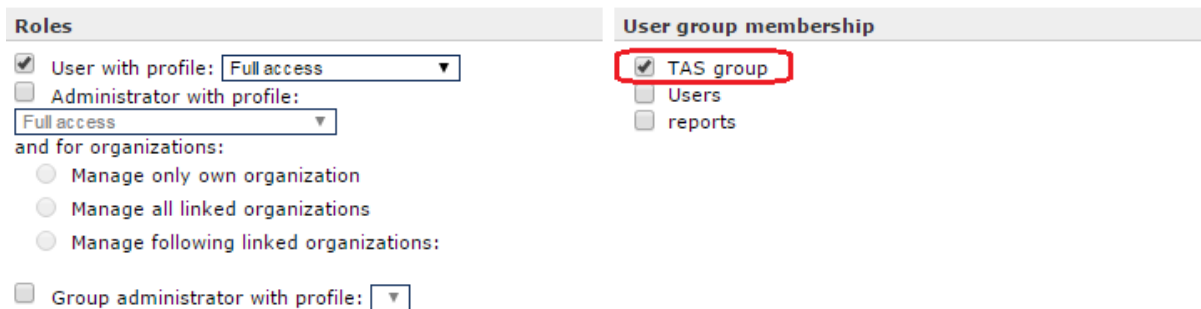 Roles
User with profile: Full access
Administrator with profile:
Full access
and for organizations:
Manage only own organization
Manage all linked organizations
Manage following linked organizations:
Group administrator with profile:
User group membership
TAS group
Users
reports